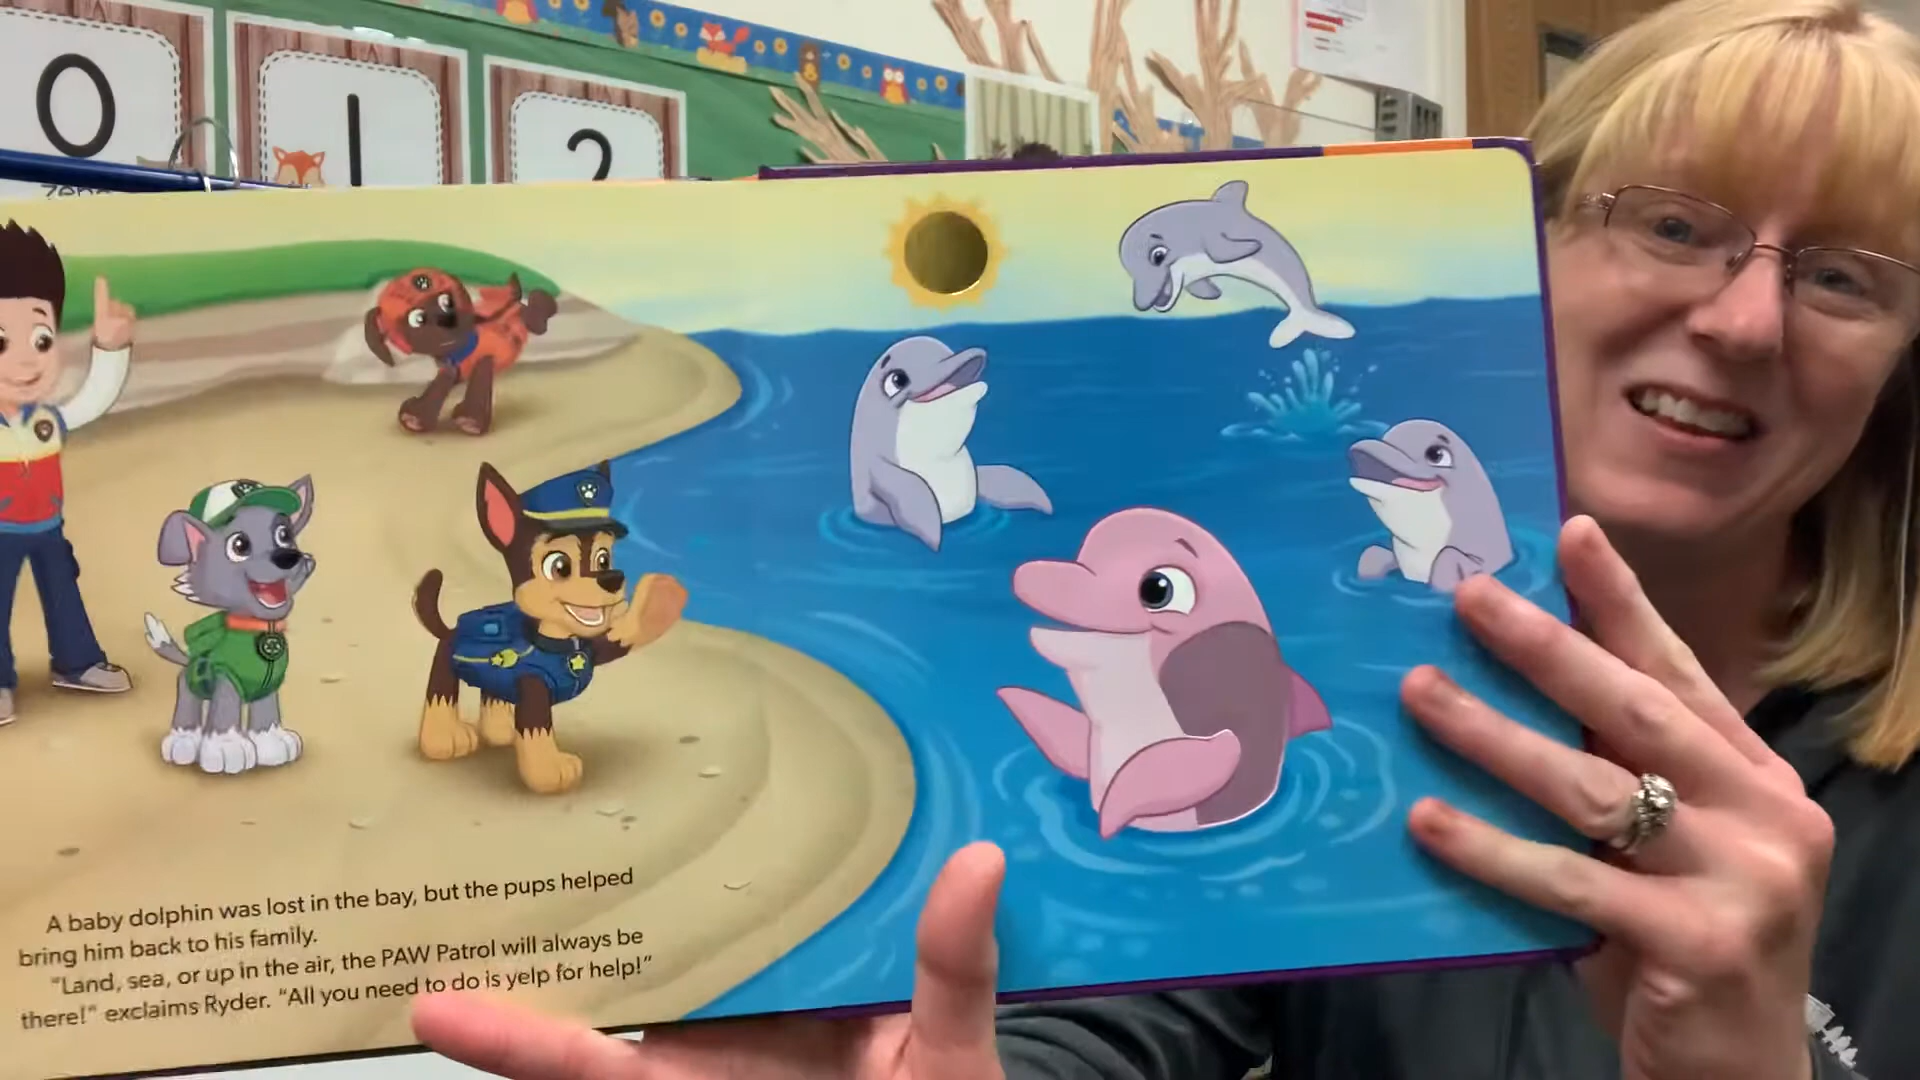 0
1
2
A baby dolphin was lost in the bay, but the pups helped
bring him back to his family.
"Land, sea, or up in the air, the PAW Patrol will always be
there!" exclaims Ryder. "All you need to do is yelp for help!"